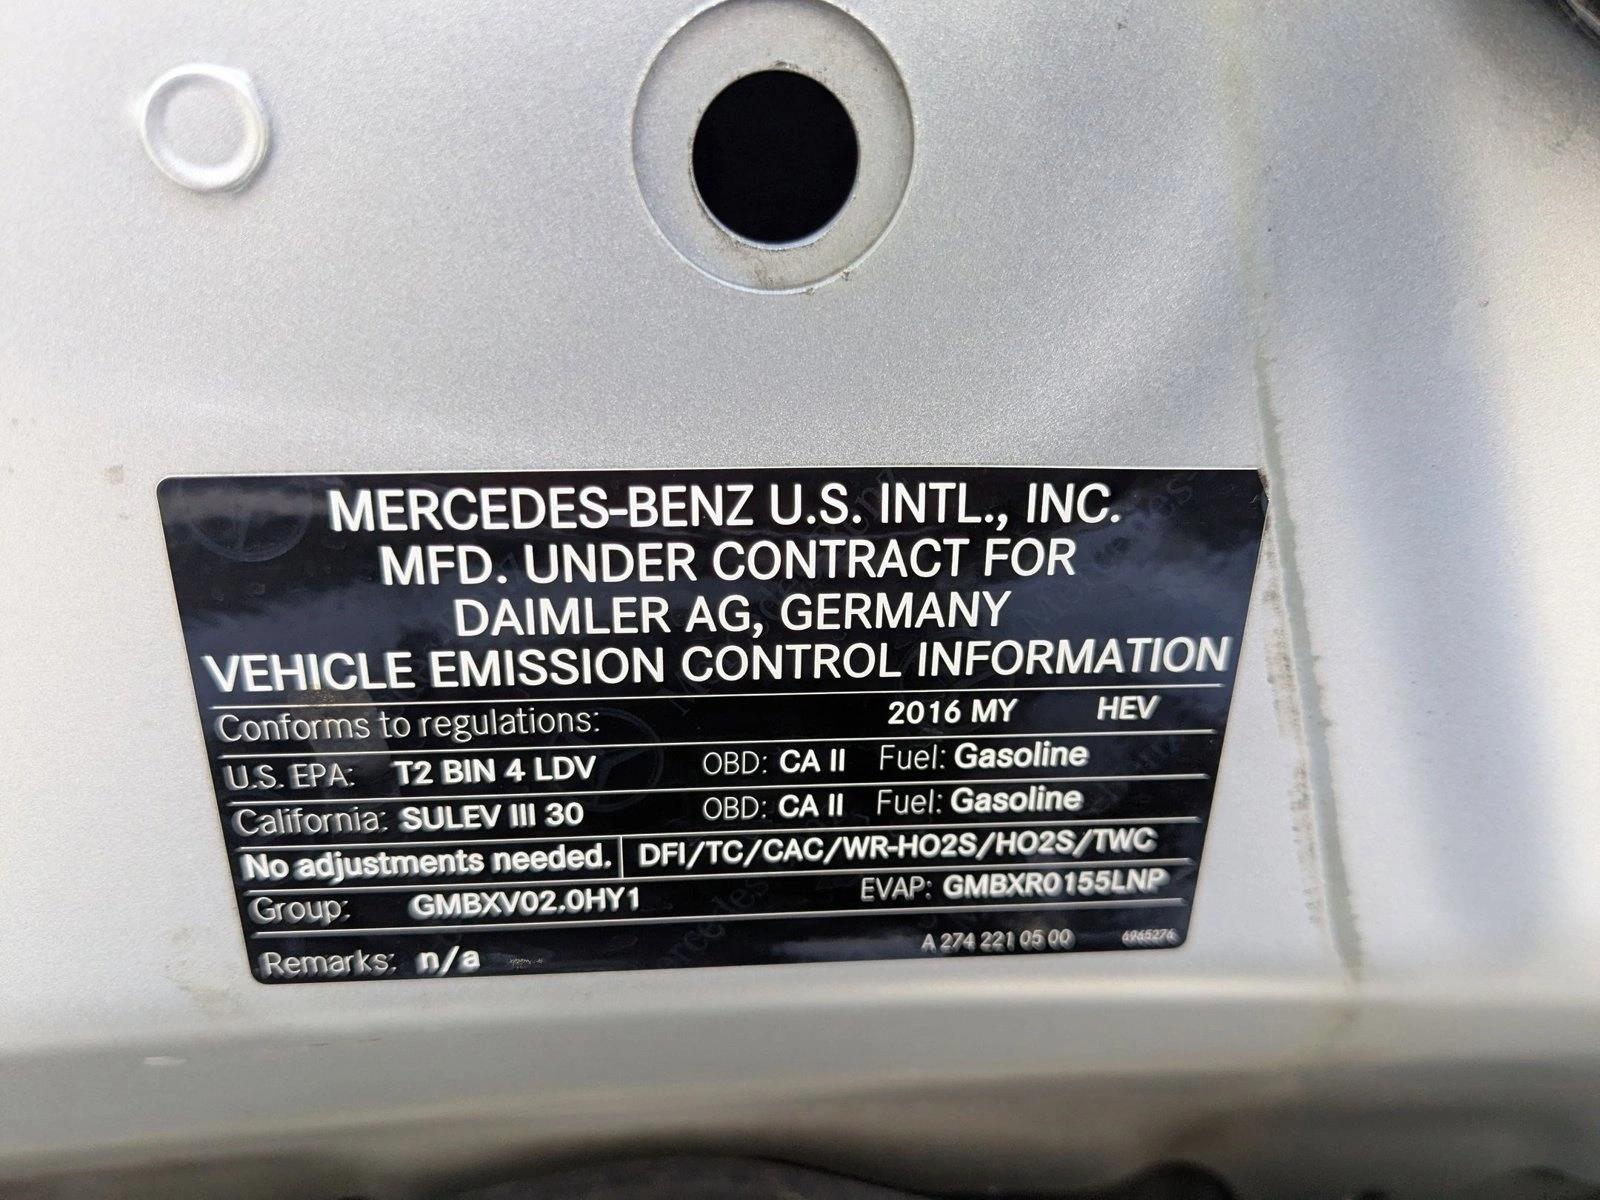 MERCEDES-BENZ U.S. INTL., INC.
MFD. UNDER CONTRACT FOR
DAIMLER AG, GERMANY
VEHICLE EMISSION CONTROL INFORMATION
Conforms to regulations: 2016 MY HEV
U.S. EPA: T2 BIN 4 LDV OBD: CA II Fuel: Gasoline
California: SULEV III 30 OBD: CA II Fuel: Gasoline
No adjustments needed. DFI/TC/CAC/WR-HO2S/HO2S/TWC
Group: GMBXV02.0HY1 EVAP: GMBXR0155LNP
Remarks: n/a A 274 221 05 00 6965276